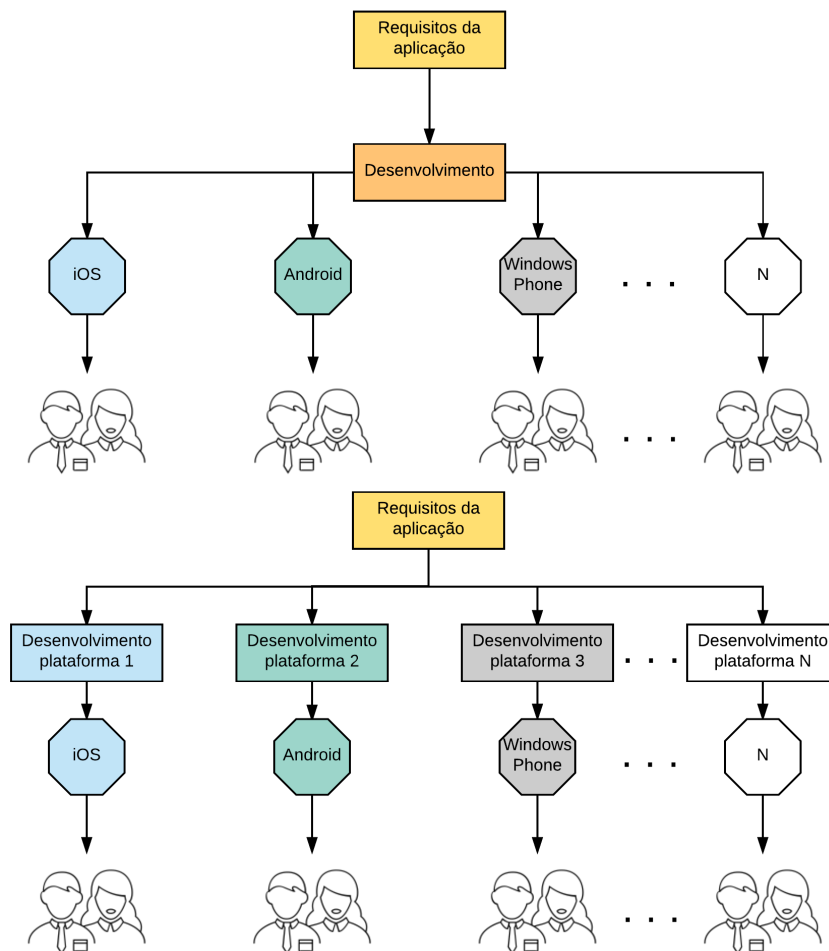 Requisitos da
aplicação
Desenvolvimento
iOS
Android
Windows
Phone
. . .
N
. . .
Requisitos da
aplicação
Desenvolvimento
plataforma 1
Desenvolvimento
plataforma 2
Desenvolvimento
plataforma 3
. . .
Desenvolvimento
plataforma N
iOS
Android
Windows
Phone
. . .
N
. . .